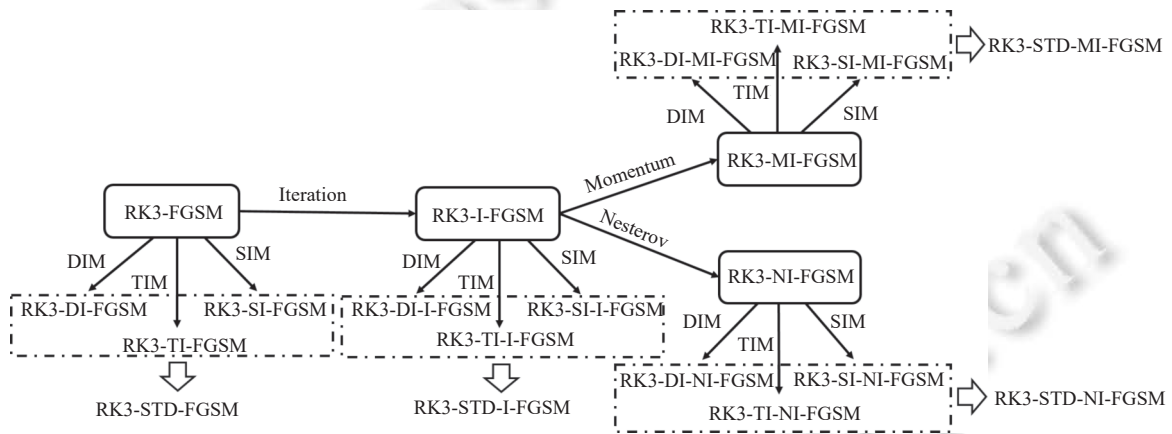 RK3-TI-MI-FGSM
RK3-DI-MI-FGSM
RK3-SI-MI-FGSM
RK3-STD-MI-FGSM
DIM
TIM
SIM
RK3-MI-FGSM
Momentum
RK3-FGSM
Iteration
RK3-I-FGSM
Nesterov
RK3-NI-FGSM
DIM
TIM
SIM
RK3-DI-FGSM
RK3-SI-FGSM
RK3-TI-FGSM
RK3-STD-FGSM
DIM
TIM
SIM
RK3-DI-I-FGSM
RK3-SI-I-FGSM
RK3-TI-I-FGSM
RK3-STD-I-FGSM
DIM
TIM
SIM
RK3-DI-NI-FGSM
RK3-SI-NI-FGSM
RK3-TI-NI-FGSM
RK3-STD-NI-FGSM